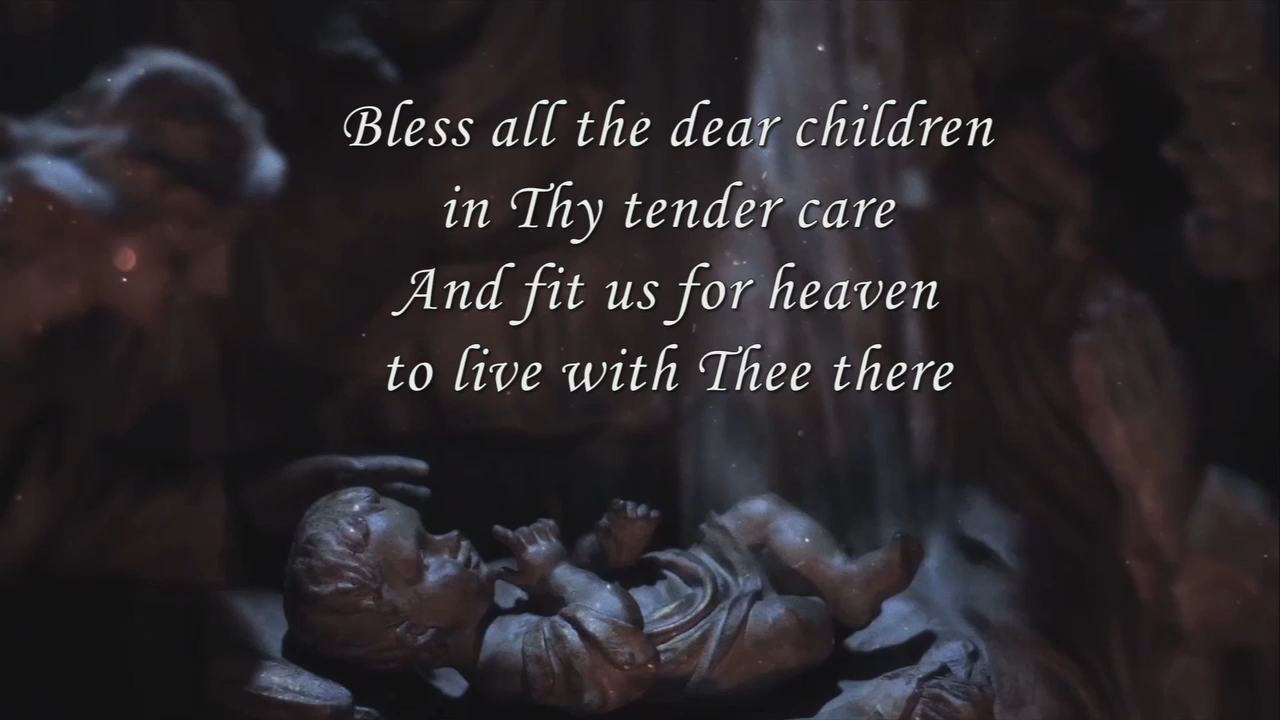 Bless all the dear children
in Thy tender care
And fit us for heaven
to live with Thee there